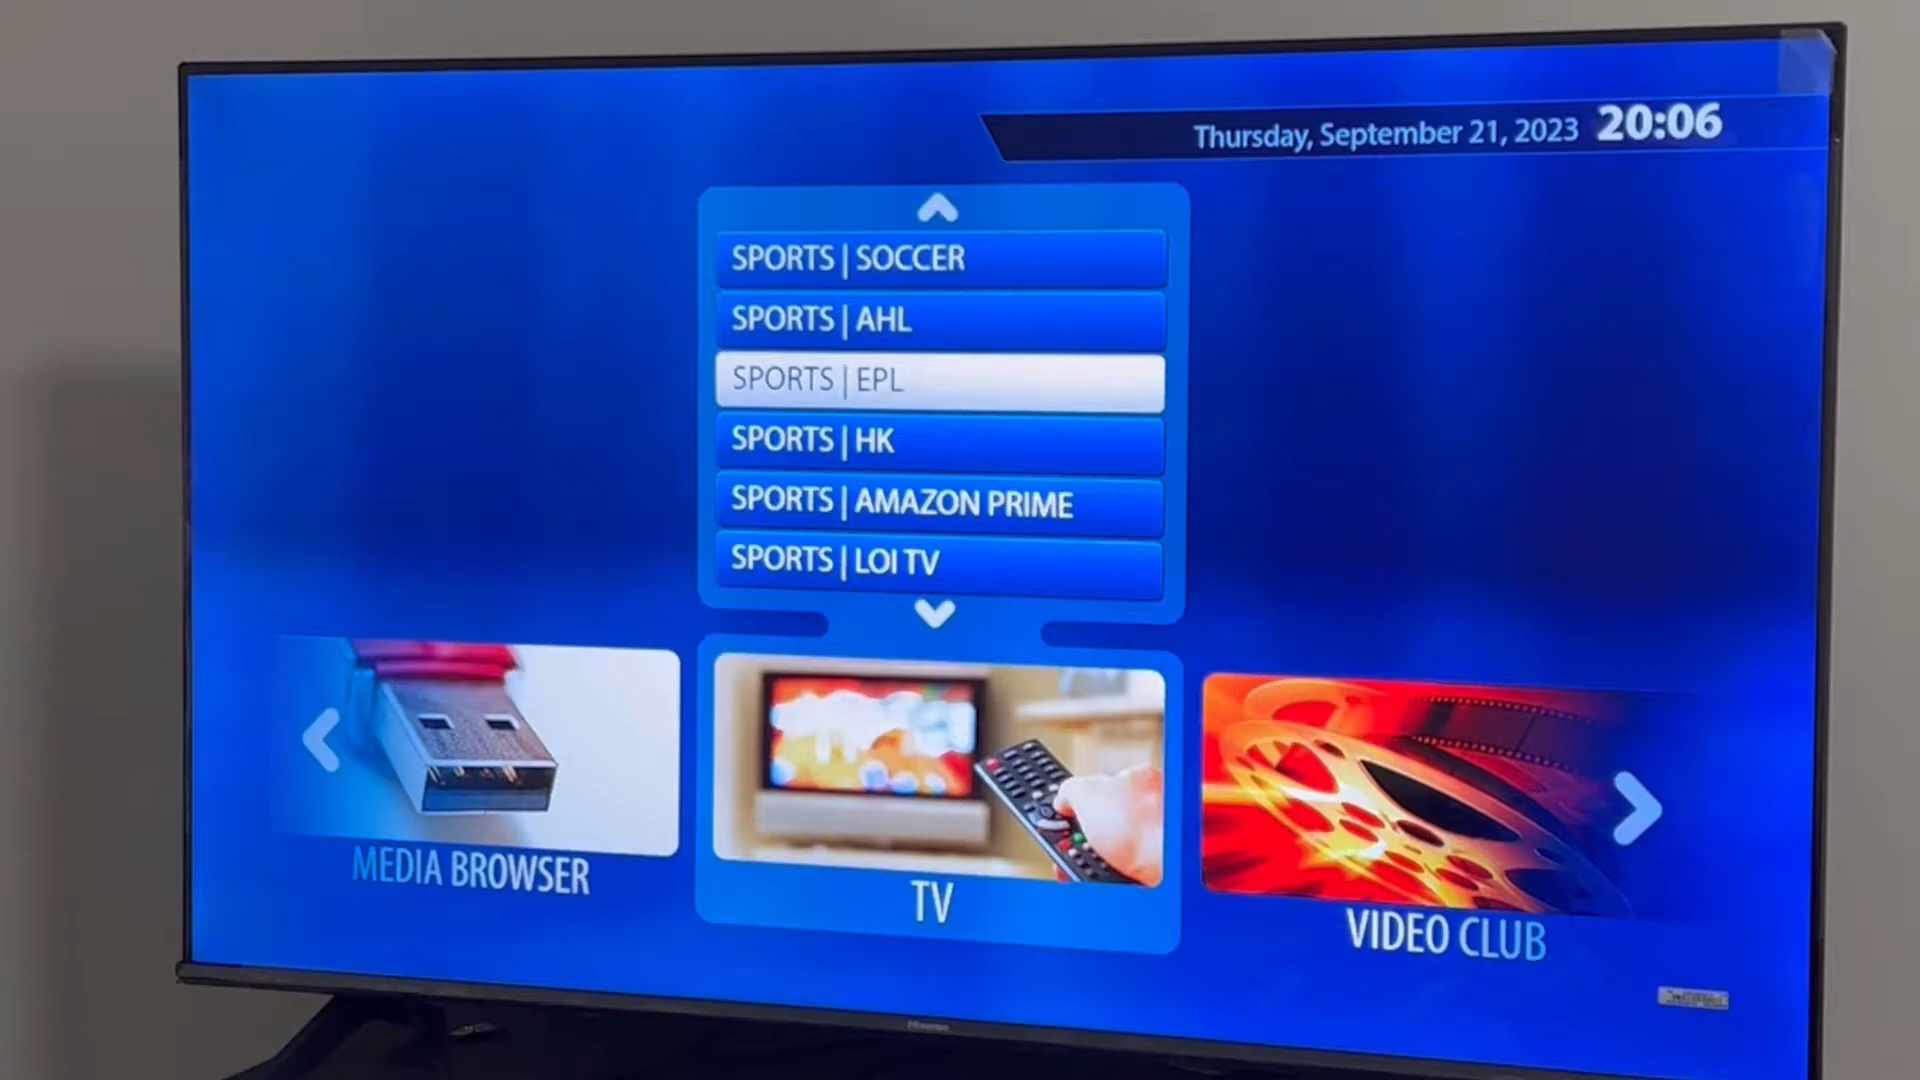 Thursday, September 21, 2023 20:06
SPORTS | SOCCER
SPORTS | AHL
SPORTS | EPL
SPORTS | HK
SPORTS | AMAZON PRIME
SPORTS | LOI TV
MEDIA BROWSER
TV
VIDEO CLUB
Hisense